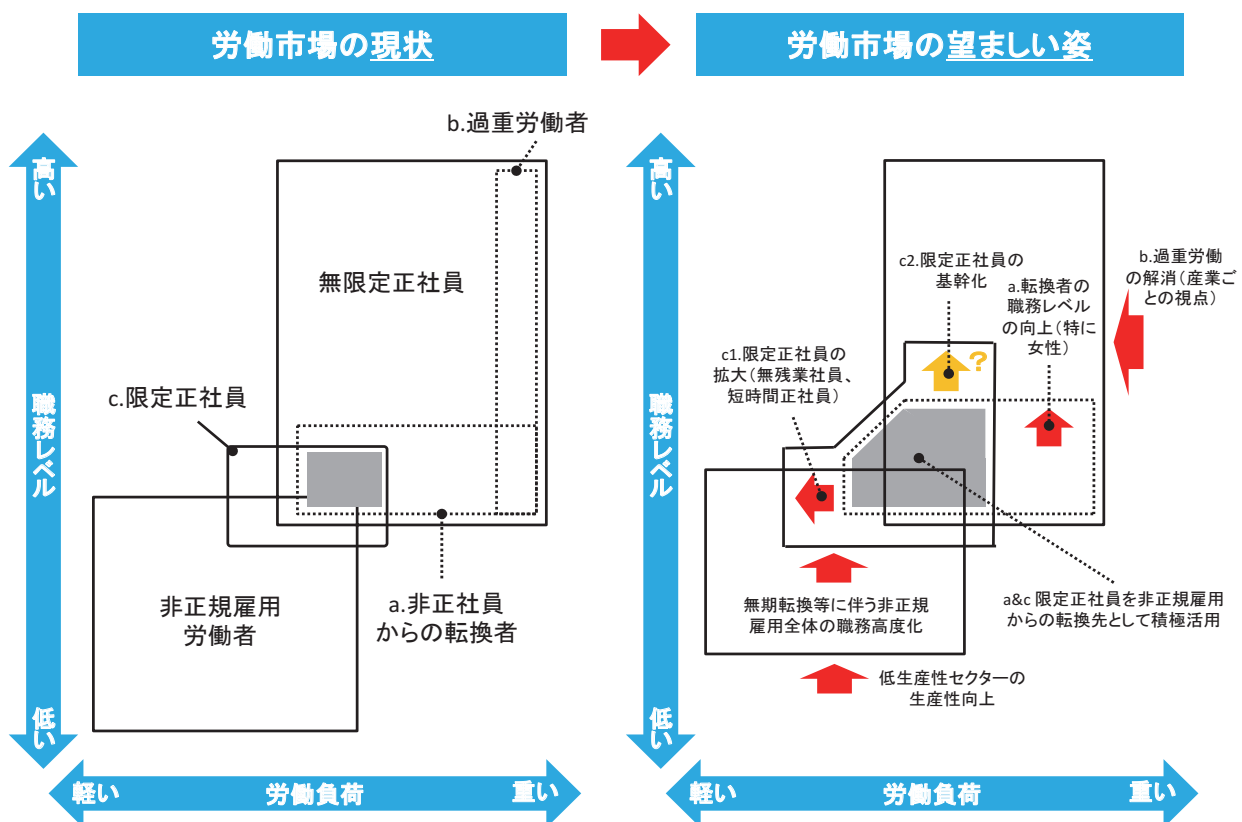 労働市場の現状
労働市場の望ましい姿
高い
職務レベル
低い
b.過重労働者
無限定正社員
c.限定正社員
非正規雇用
労働者
a.非正社員
からの転換者
軽い
労働負荷
重い
高い
職務レベル
低い
c2.限定正社員の
基幹化
b.過重労働
の解消(産業ご
との視点)
a.転換者の
職務レベル
の向上(特に
女性)
?
c1.限定正社員の
拡大(無残業社員、
短時間正社員)
無期転換等に伴う非正規
雇用全体の職務高度化
a&c 限定正社員を非正規雇用
からの転換先として積極活用
低生産性セクターの
生産性向上
軽い
労働負荷
重い